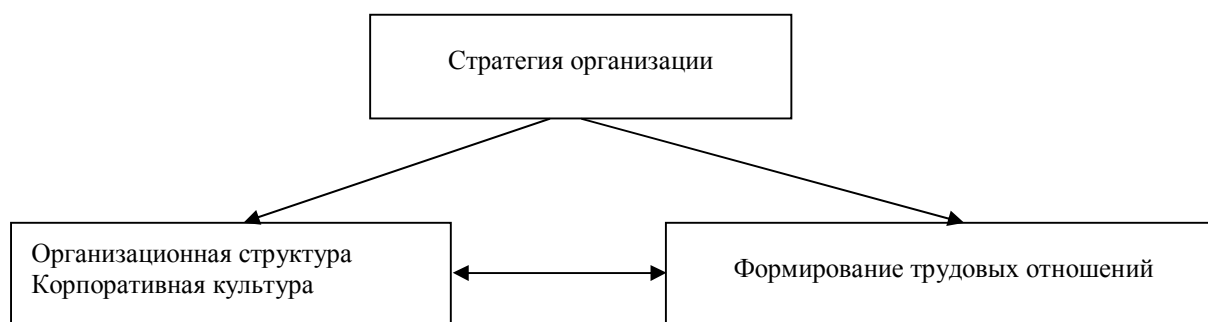 Стратегия организации
Организационная структура
Корпоративная культура
Формирование трудовых отношений